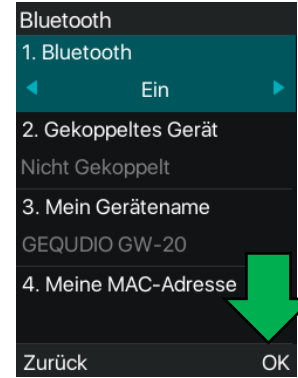 Bluetooth
1. Bluetooth
Ein
2. Gekoppeltes Gerät
Nicht Gekoppelt
3. Mein Gerätename
GEQUDIO GW-20
4. Meine MAC-Adresse
Zurück OK